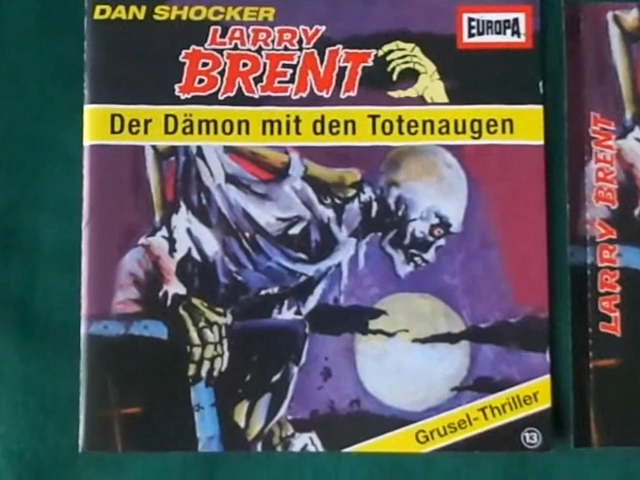 DAN SHOCKER
LARRY
BRENT
EUROPA
Der Dämon mit den Totenaugen
Grusel-Thriller
13
LARRY BRENT